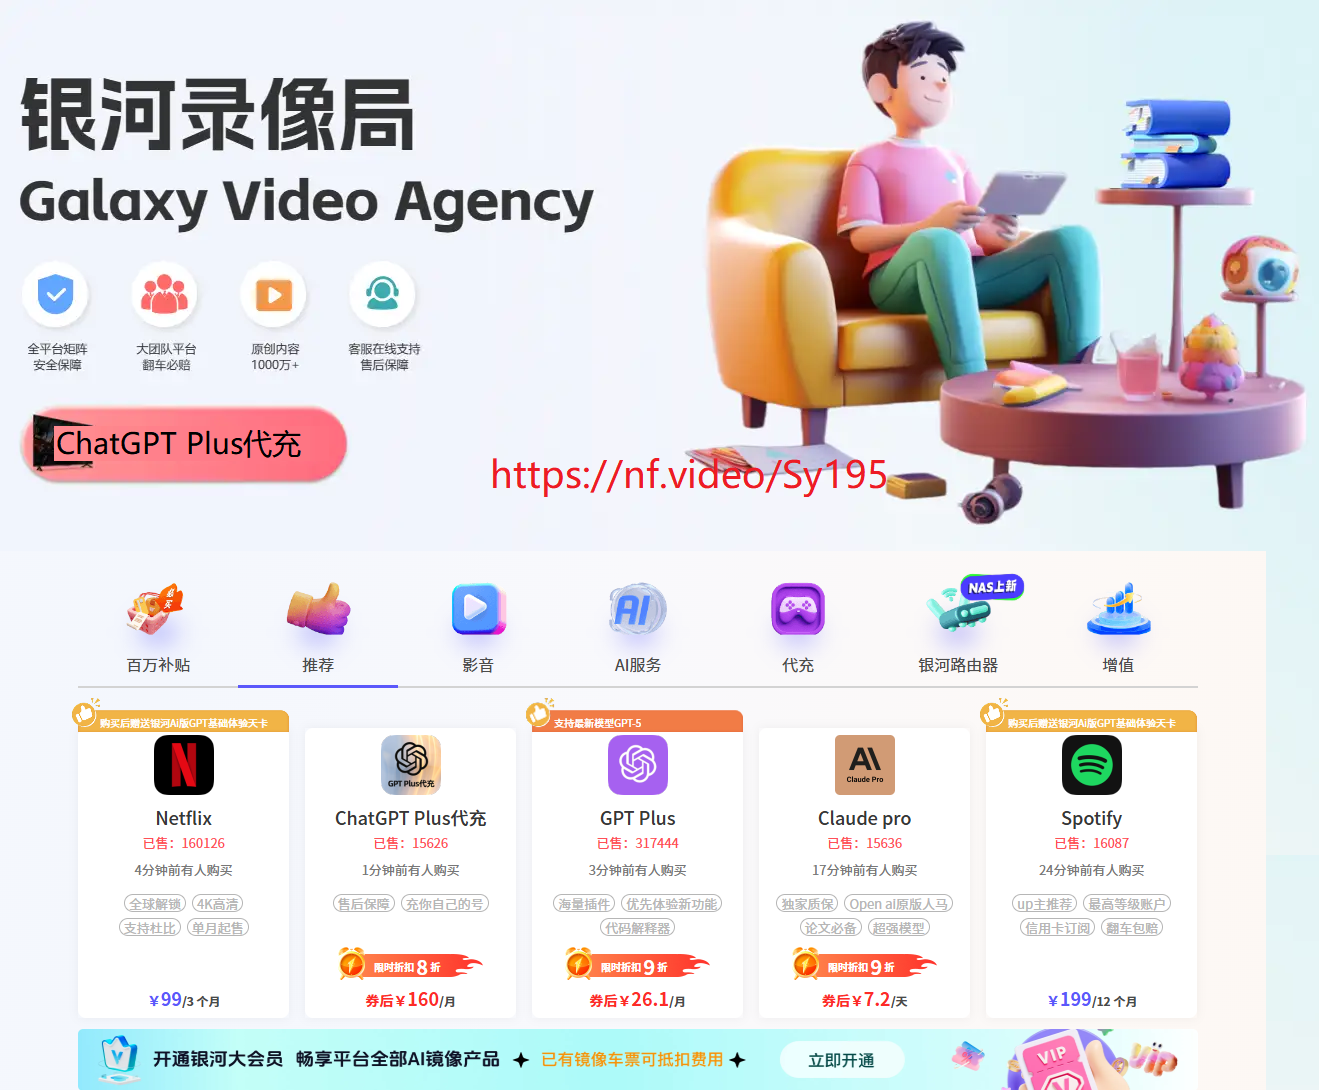 银河录像局
Galaxy Video Agency
全平台矩阵
安全保障
大团队平台
翻车必赔
原创内容
1000万+
客服在线支持
售后保障
ChatGPT Plus代充
https://nf.video/Sy195
NAS上新
百万补贴
推荐
影音
AI
AI服务
代充
银河路由器
增值
购买后赠送银河Ai版GPT基础体验天卡
Netflix
已售：160126
4分钟前有人购买
全球解锁 4K高清
支持杜比 单月起售
￥99/3 个月
GPT Plus代充
ChatGPT Plus代充
已售：15626
1分钟前有人购买
售后保障 充你自己的号
限时折扣8折
券后￥160/月
支持最新模型GPT-5
GPT Plus
已售：317444
3分钟前有人购买
海量插件 优先体验新功能
代码解释器
限时折扣9折
券后￥26.1/月
Claude Pro
Claude pro
已售：15636
17分钟前有人购买
独家质保 Open ai原版人马
论文必备 超强模型
限时折扣9折
券后￥7.2/天
购买后赠送银河Ai版GPT基础体验天卡
Spotify
已售：16087
24分钟前有人购买
up主推荐 最高等级账户
信用卡订阅 翻车包赔
￥199/12 个月
开通银河大会员 畅享平台全部AI镜像产品 已有镜像车票可抵扣费用 立即开通
VIP